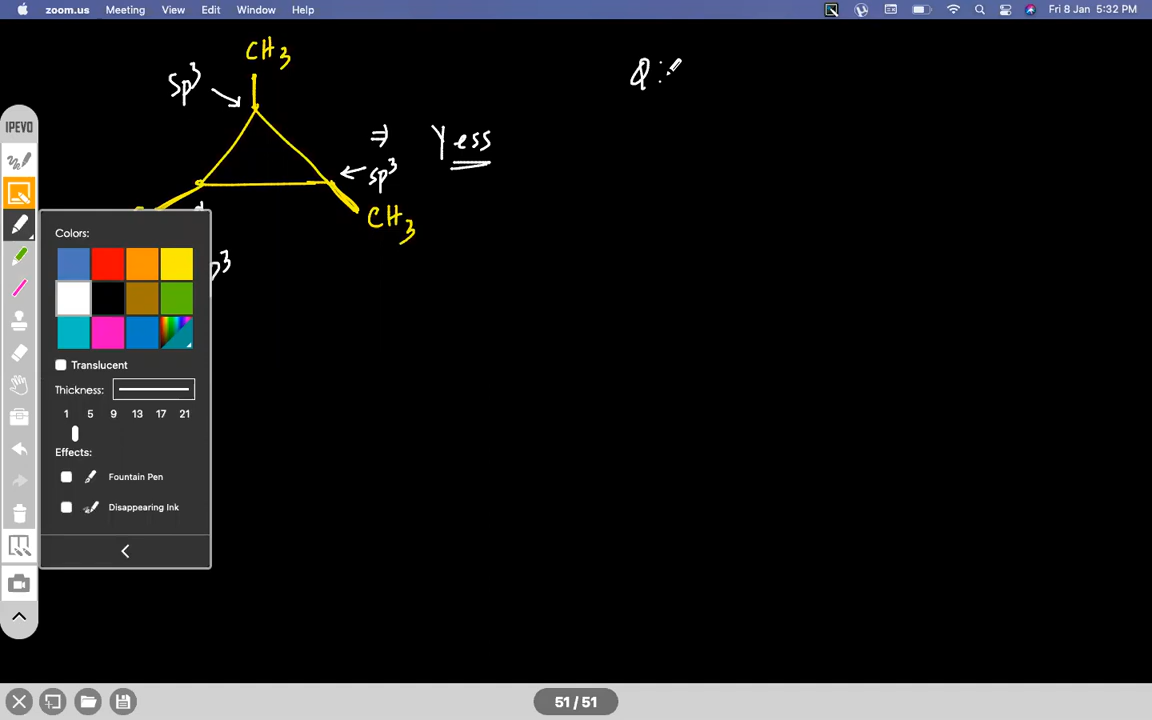 zoom.us Meeting View Edit Window Help Fri 8 Jan 5:32 PM
CH3
sp3
Q :
⇒ Yess
sp3
CH3
p3
IPEVO
Colors:
Translucent
Thickness:
1 5 9 13 17 21
Effects:
Fountain Pen
Disappearing Ink
51 / 51